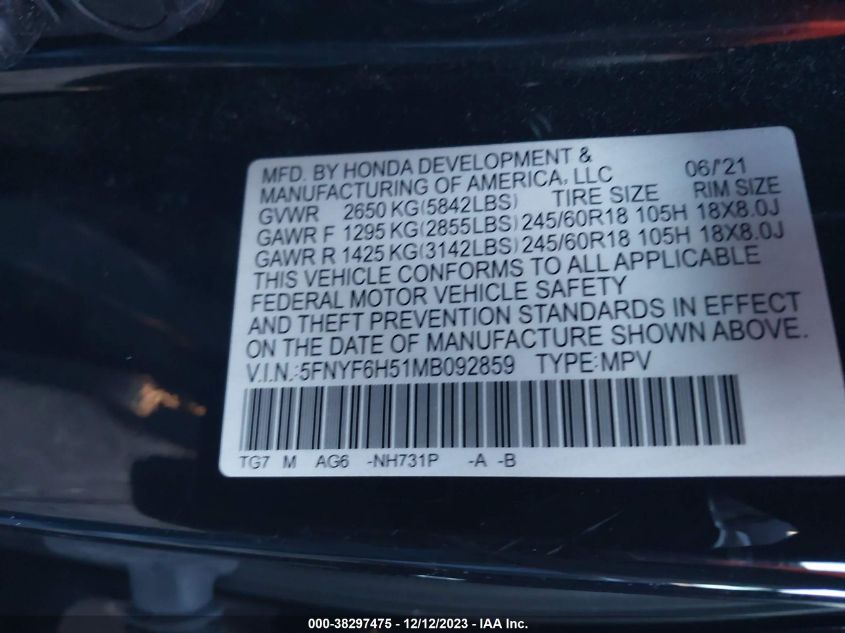 MFD. BY HONDA DEVELOPMENT & 06/'21
MANUFACTURING OF AMERICA, LLC
GVWR 2650 KG(5842LBS) TIRE SIZE RIM SIZE
GAWR F 1295 KG(2855LBS) 245/60R18 105H 18X8.0J
GAWR R 1425 KG(3142LBS) 245/60R18 105H 18X8.0J
THIS VEHICLE CONFORMS TO ALL APPLICABLE
FEDERAL MOTOR VEHICLE SAFETY
AND THEFT PREVENTION STANDARDS IN EFFECT
ON THE DATE OF MANUFACTURE SHOWN ABOVE.
V.I.N.:5FNYF6H51MB092859 TYPE:MPV
TG7 M AG6 -NH731P -A -B
000-38297475 - 12/12/2023 - IAA Inc.